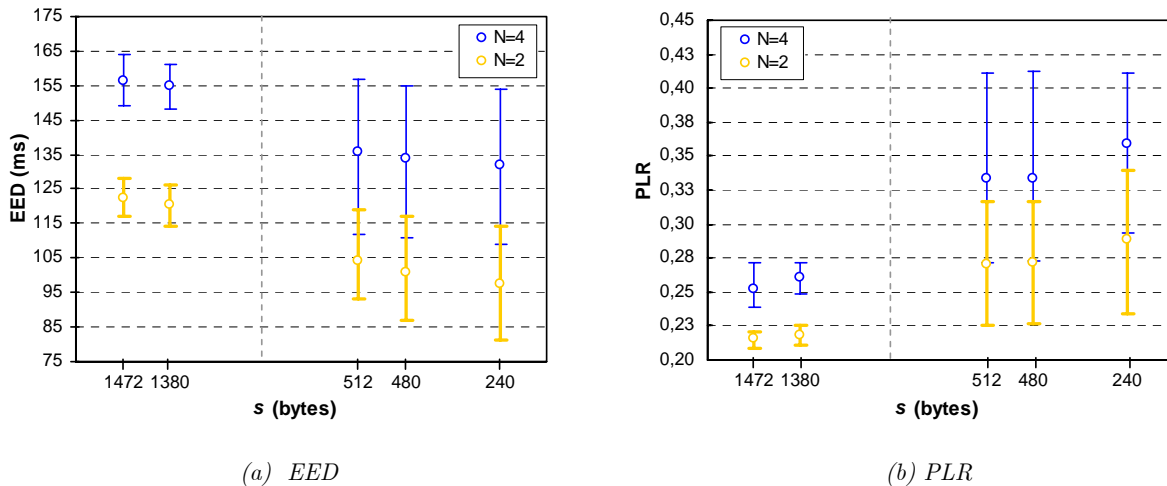 175
165
155
145
135
125
115
105
95
85
75
EED (ms)
N=4
N=2
1472 1380 512 480 240
s (bytes)
(a) EED
0,45
0,43
0,40
0,38
0,35
0,33
0,30
0,28
0,25
0,23
0,20
PLR
N=4
N=2
1472 1380 512 480 240
s (bytes)
(b) PLR